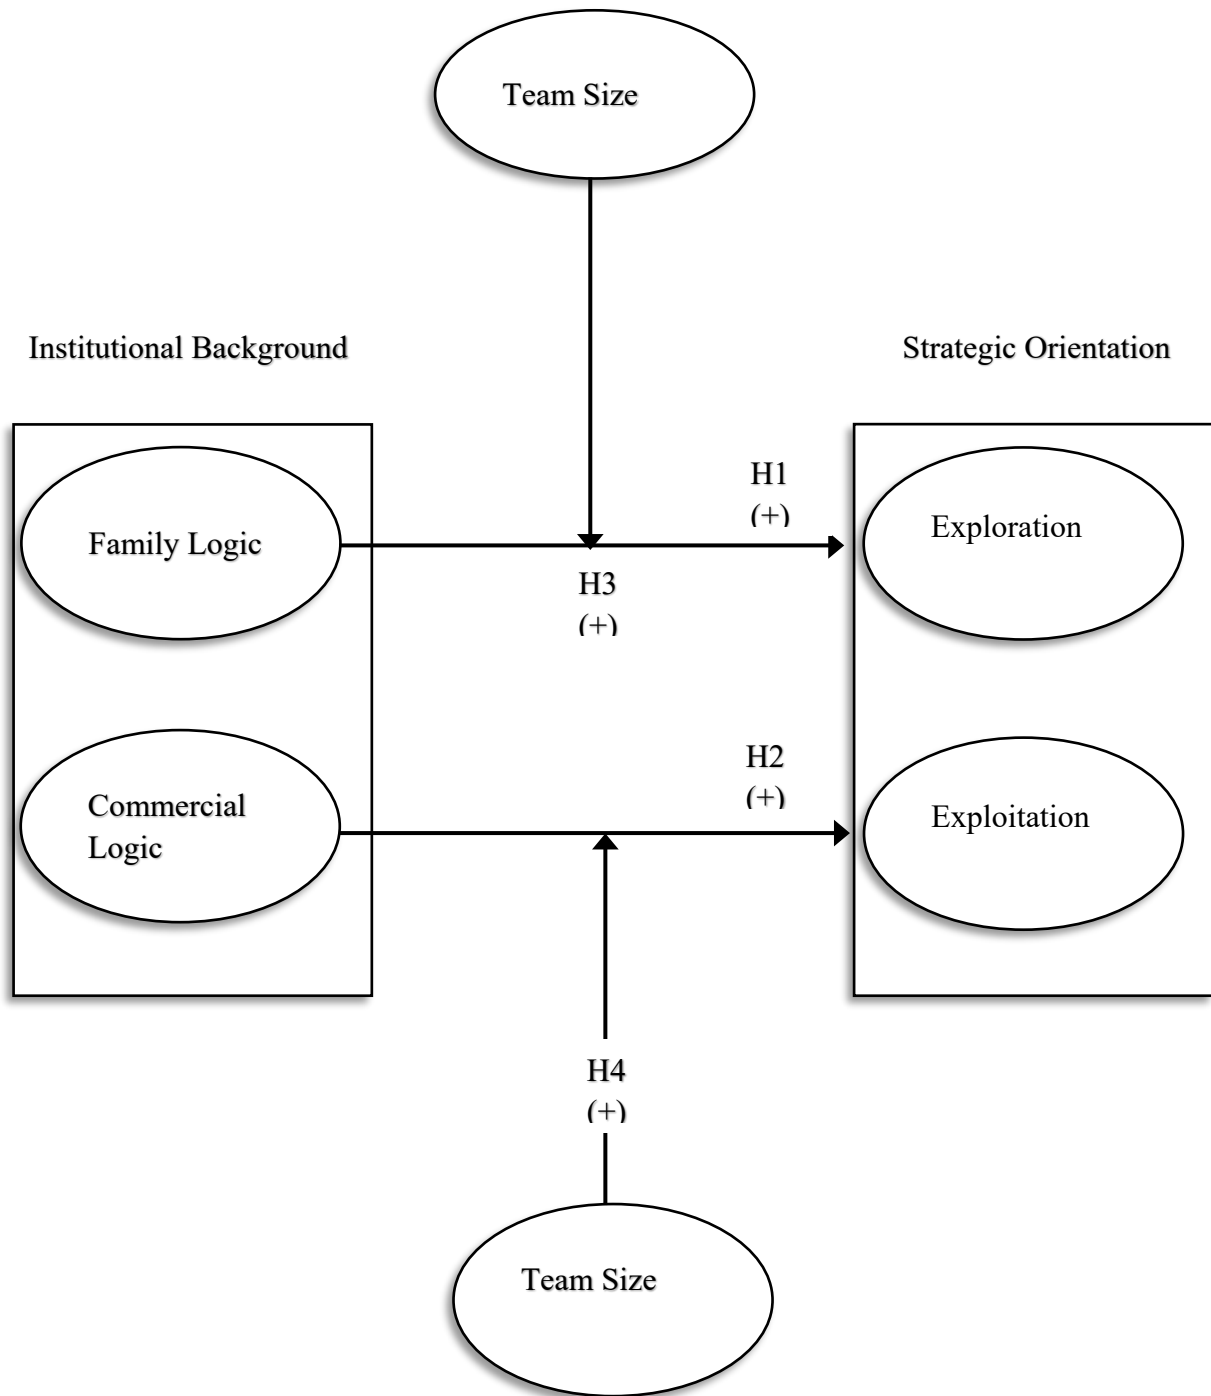 Team Size
Institutional Background
Strategic Orientation
H1
(+)
Family Logic
Exploration
H3
(+)
H2
(+)
Commercial
Logic
Exploitation
H4
(+)
Team Size